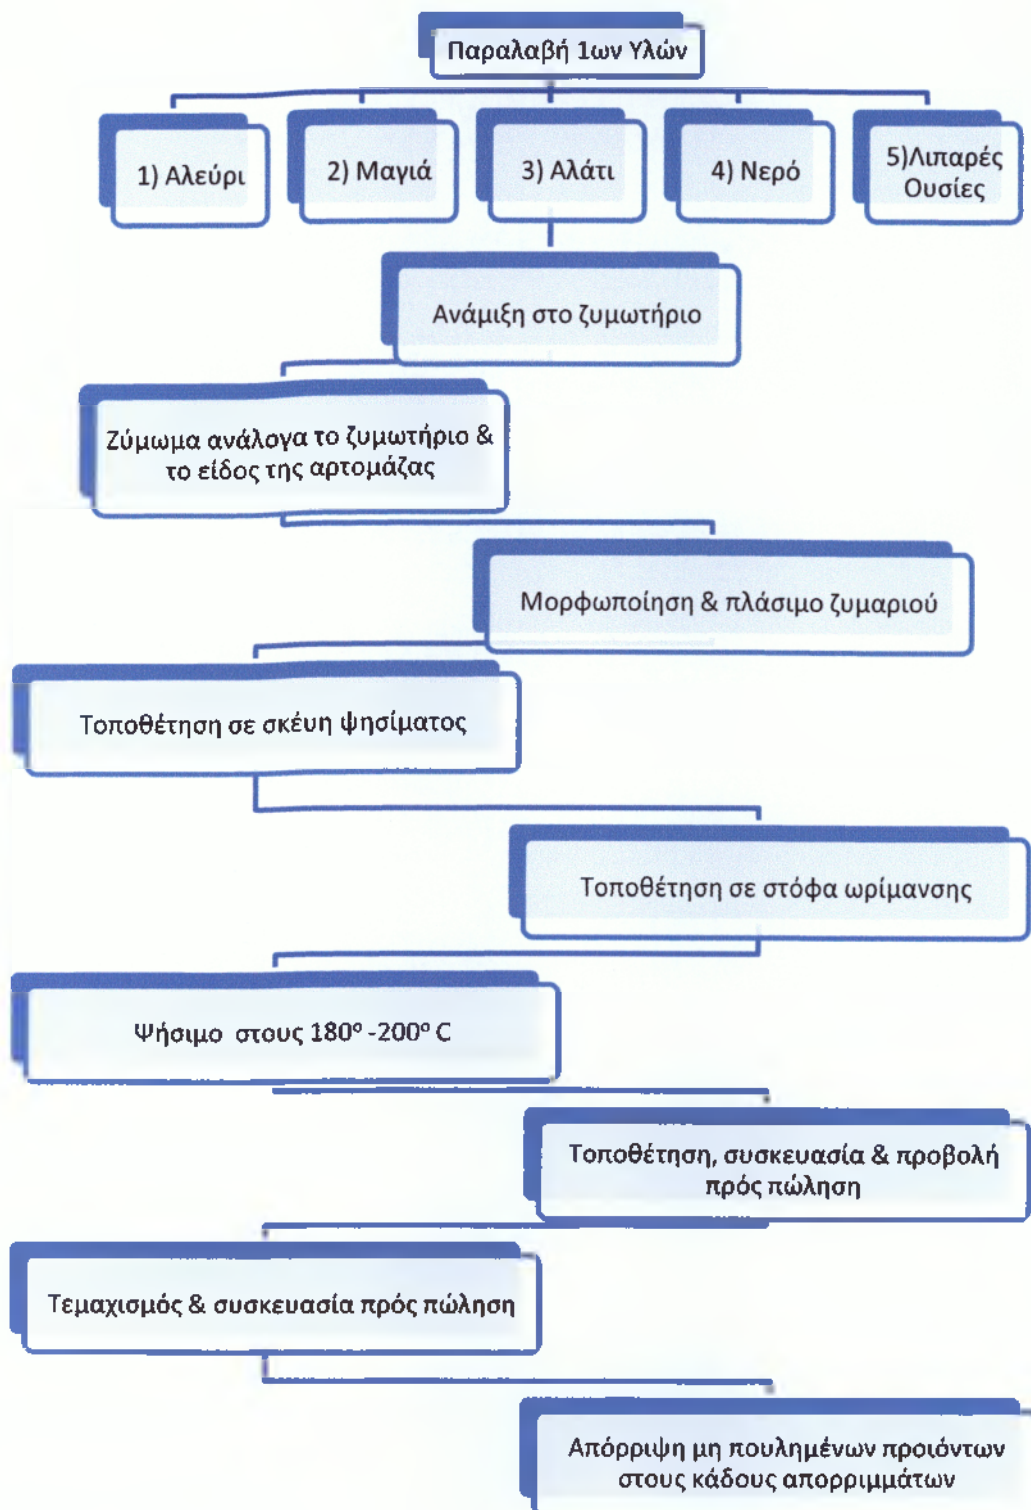 Παραλαβή 1ων Υλών
1) Αλεύρι
2) Μαγιά
3) Αλάτι
4) Νερό
5)Λιπαρές
Ουσίες
Ανάμιξη στο ζυμωτήριο
Ζύμωμα ανάλογα το ζυμωτήριο &
το είδος της αρτομάζας
Μορφωποίηση & πλάσιμο ζυμαριού
Τοποθέτηση σε σκέυη ψησίματος
Τοποθέτηση σε στόφα ωρίμανσης
Ψήσιμο στους 180º -200º C
Τοποθέτηση, συσκευασία & προβολή
πρός πώληση
Τεμαχισμός & συσκευασία πρός πώληση
Απόρριψη μη πουλημένων προιόντων
στους κάδους απορριμμάτων